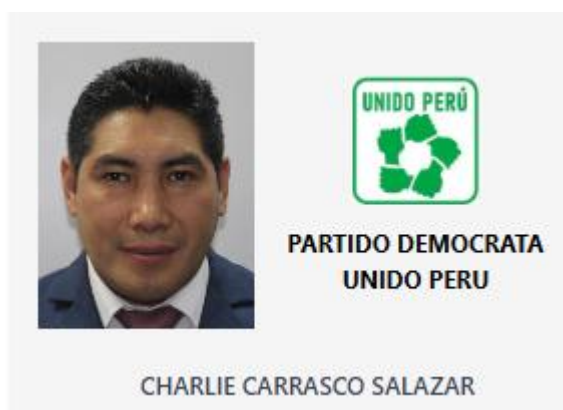 UNIDO PERÚ
PARTIDO DEMOCRATA
UNIDO PERU
CHARLIE CARRASCO SALAZAR